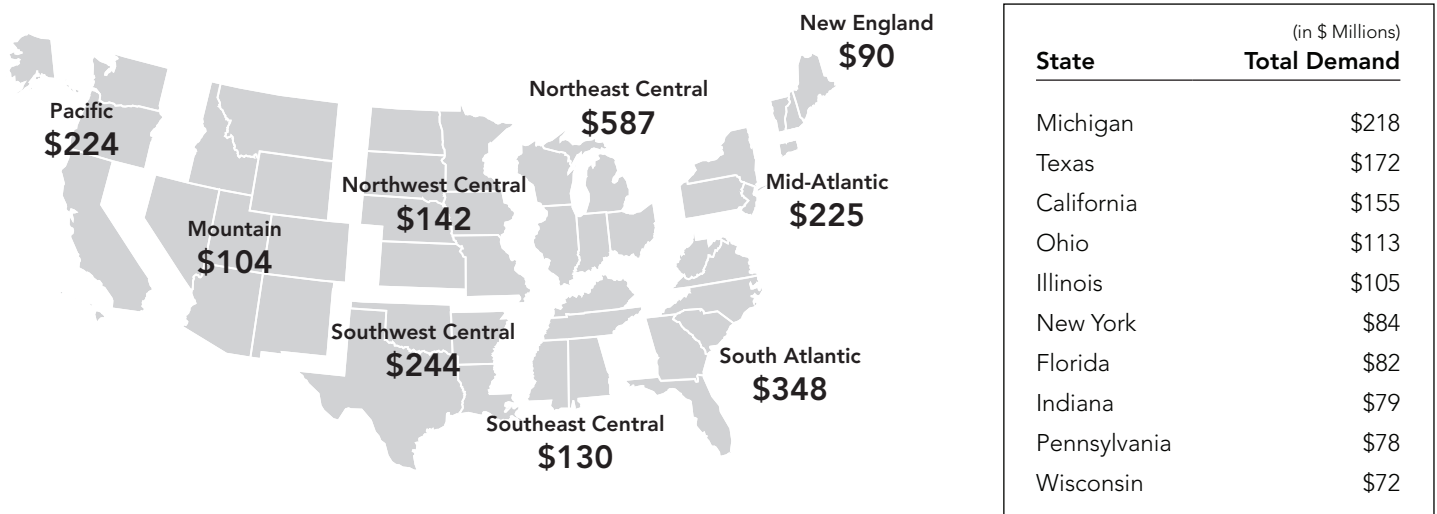 New England
$90
Northeast Central
$587
Pacific
$224
Northwest Central
$142
Mid-Atlantic
$225
Mountain
$104
Southwest Central
$244
South Atlantic
$348
Southeast Central
$130
(in $ Millions)
State Total Demand
Michigan $218
Texas $172
California $155
Ohio $113
Illinois $105
New York $84
Florida $82
Indiana $79
Pennsylvania $78
Wisconsin $72